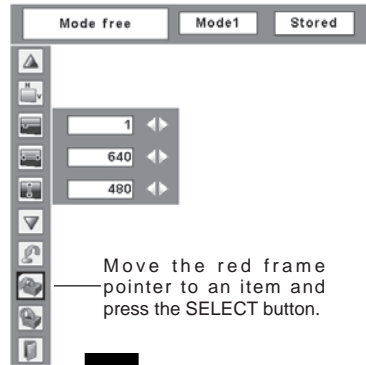 Mode free Mode1 Stored
H
V
1
640
480
Move the red frame
pointer to an item and
press the SELECT button.